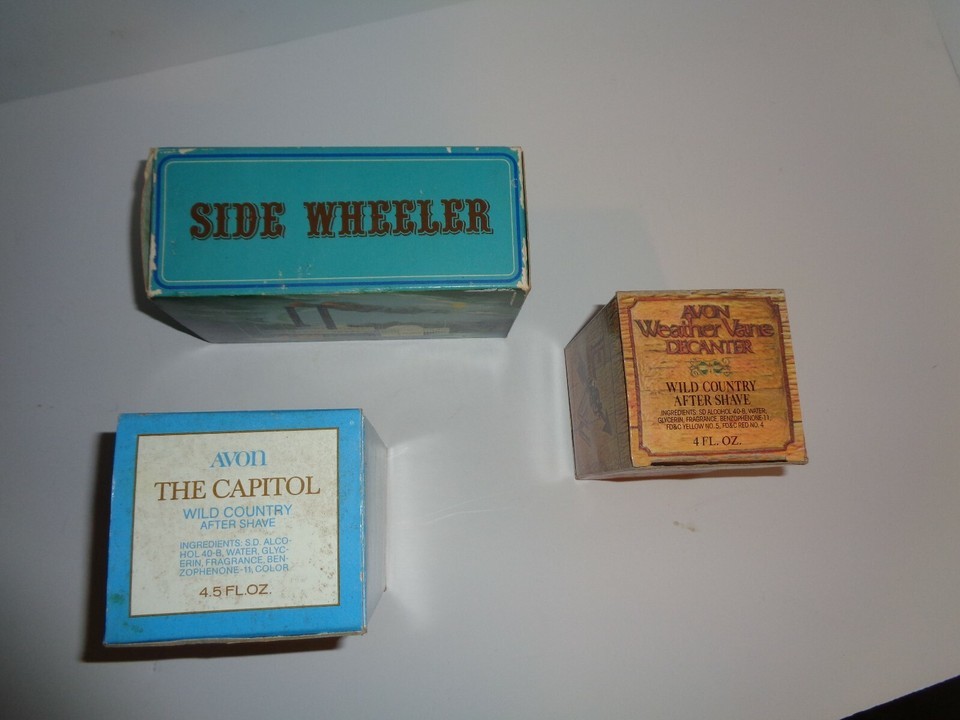 SIDE WHEELER
AVON
Weather Vane
DECANTER
WILD COUNTRY
AFTER SHAVE
INGREDIENTS: SD ALCOHOL 40-B, WATER,
GLYCERIN, FRAGRANCE, BENZOPHENONE-11,
FD&C YELLOW NO. 5, FD&C RED NO. 4
4 FL. OZ.
AVON
THE CAPITOL
WILD COUNTRY
AFTER SHAVE
INGREDIENTS: S.D. ALCO-
HOL 40-B, WATER, GLYC-
ERIN, FRAGRANCE, BEN-
ZOPHENONE-11, COLOR.
4.5 FL.OZ.